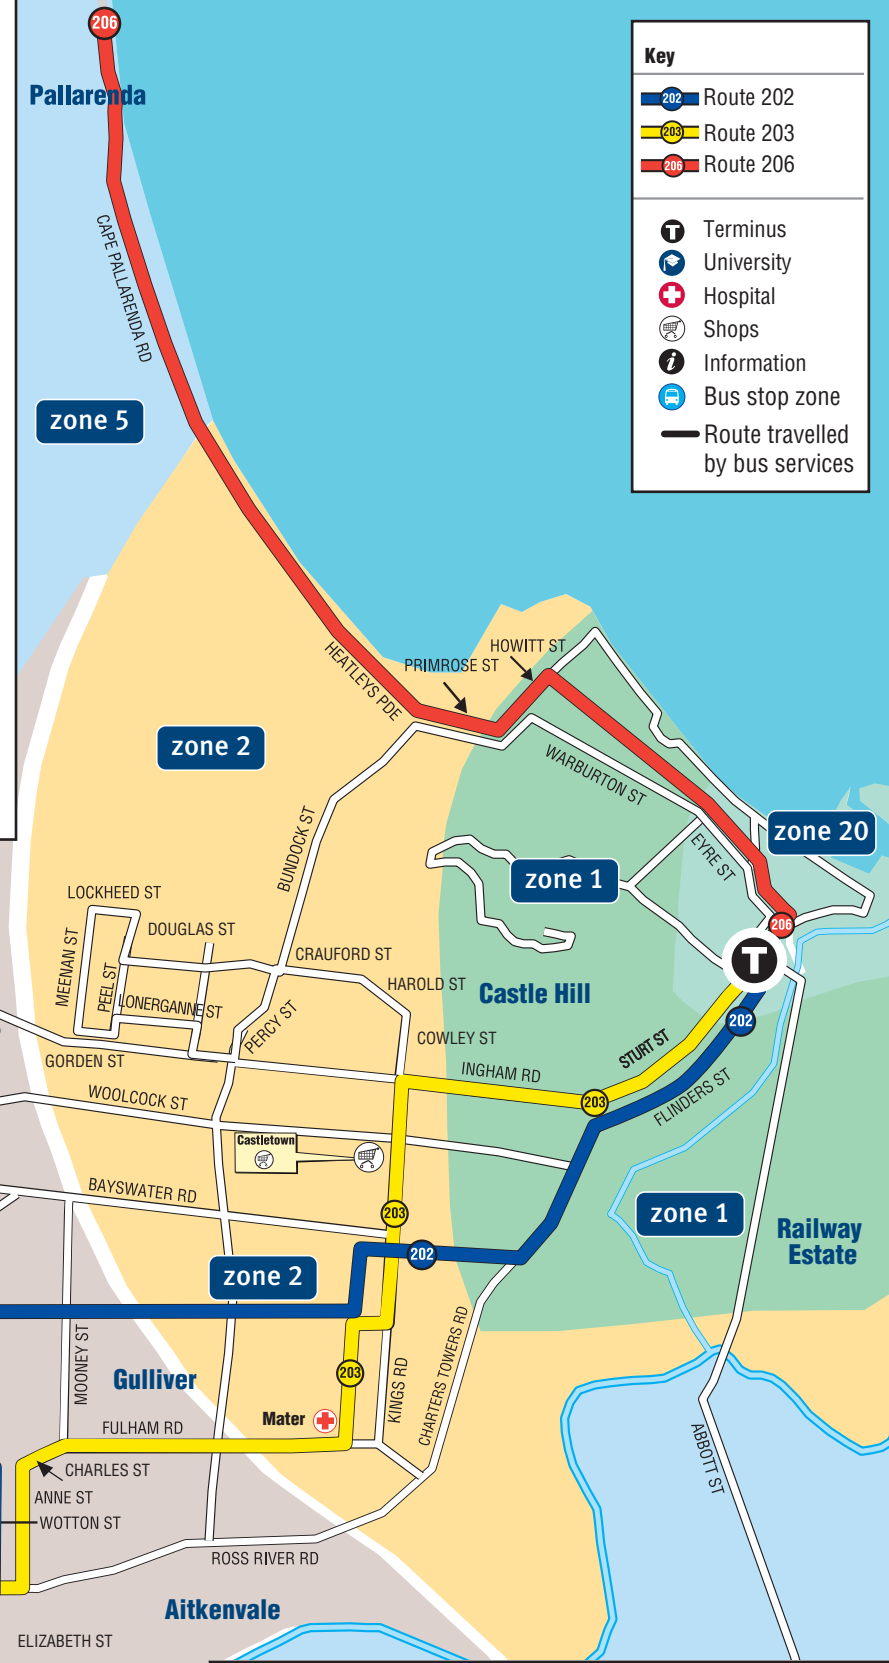 206
Pallarenda
CAPE PALLARENDA RD
Key
202 Route 202
203 Route 203
206 Route 206
T Terminus
University
Hospital
Shops
i Information
Bus stop zone
Route travelled
by bus services
zone 5
HOWITT ST
PRIMROSE ST
HEATLEYS PDE
zone 2
WARBURTON ST
BUNDOCK ST
EYRE ST
zone 20
zone 1
LOCKHEED ST
DOUGLAS ST
206
MEENAN ST
PEEL ST
CRAUFORD ST
T
HAROLD ST
Castle Hill
LONERGANNE ST
PERCY ST
202
COWLEY ST
STURT ST
GORDEN ST
INGHAM RD
WOOLCOCK ST
203
FLINDERS ST
Castletown
BAYSWATER RD
203
zone 1
Railway
Estate
202
zone 2
MOONEY ST
Gulliver
203
KINGS RD
CHARTERS TOWERS RD
Mater
FULHAM RD
ABBOTT ST
CHARLES ST
ANNE ST
WOTTON ST
ROSS RIVER RD
Aitkenvale
ELIZABETH ST